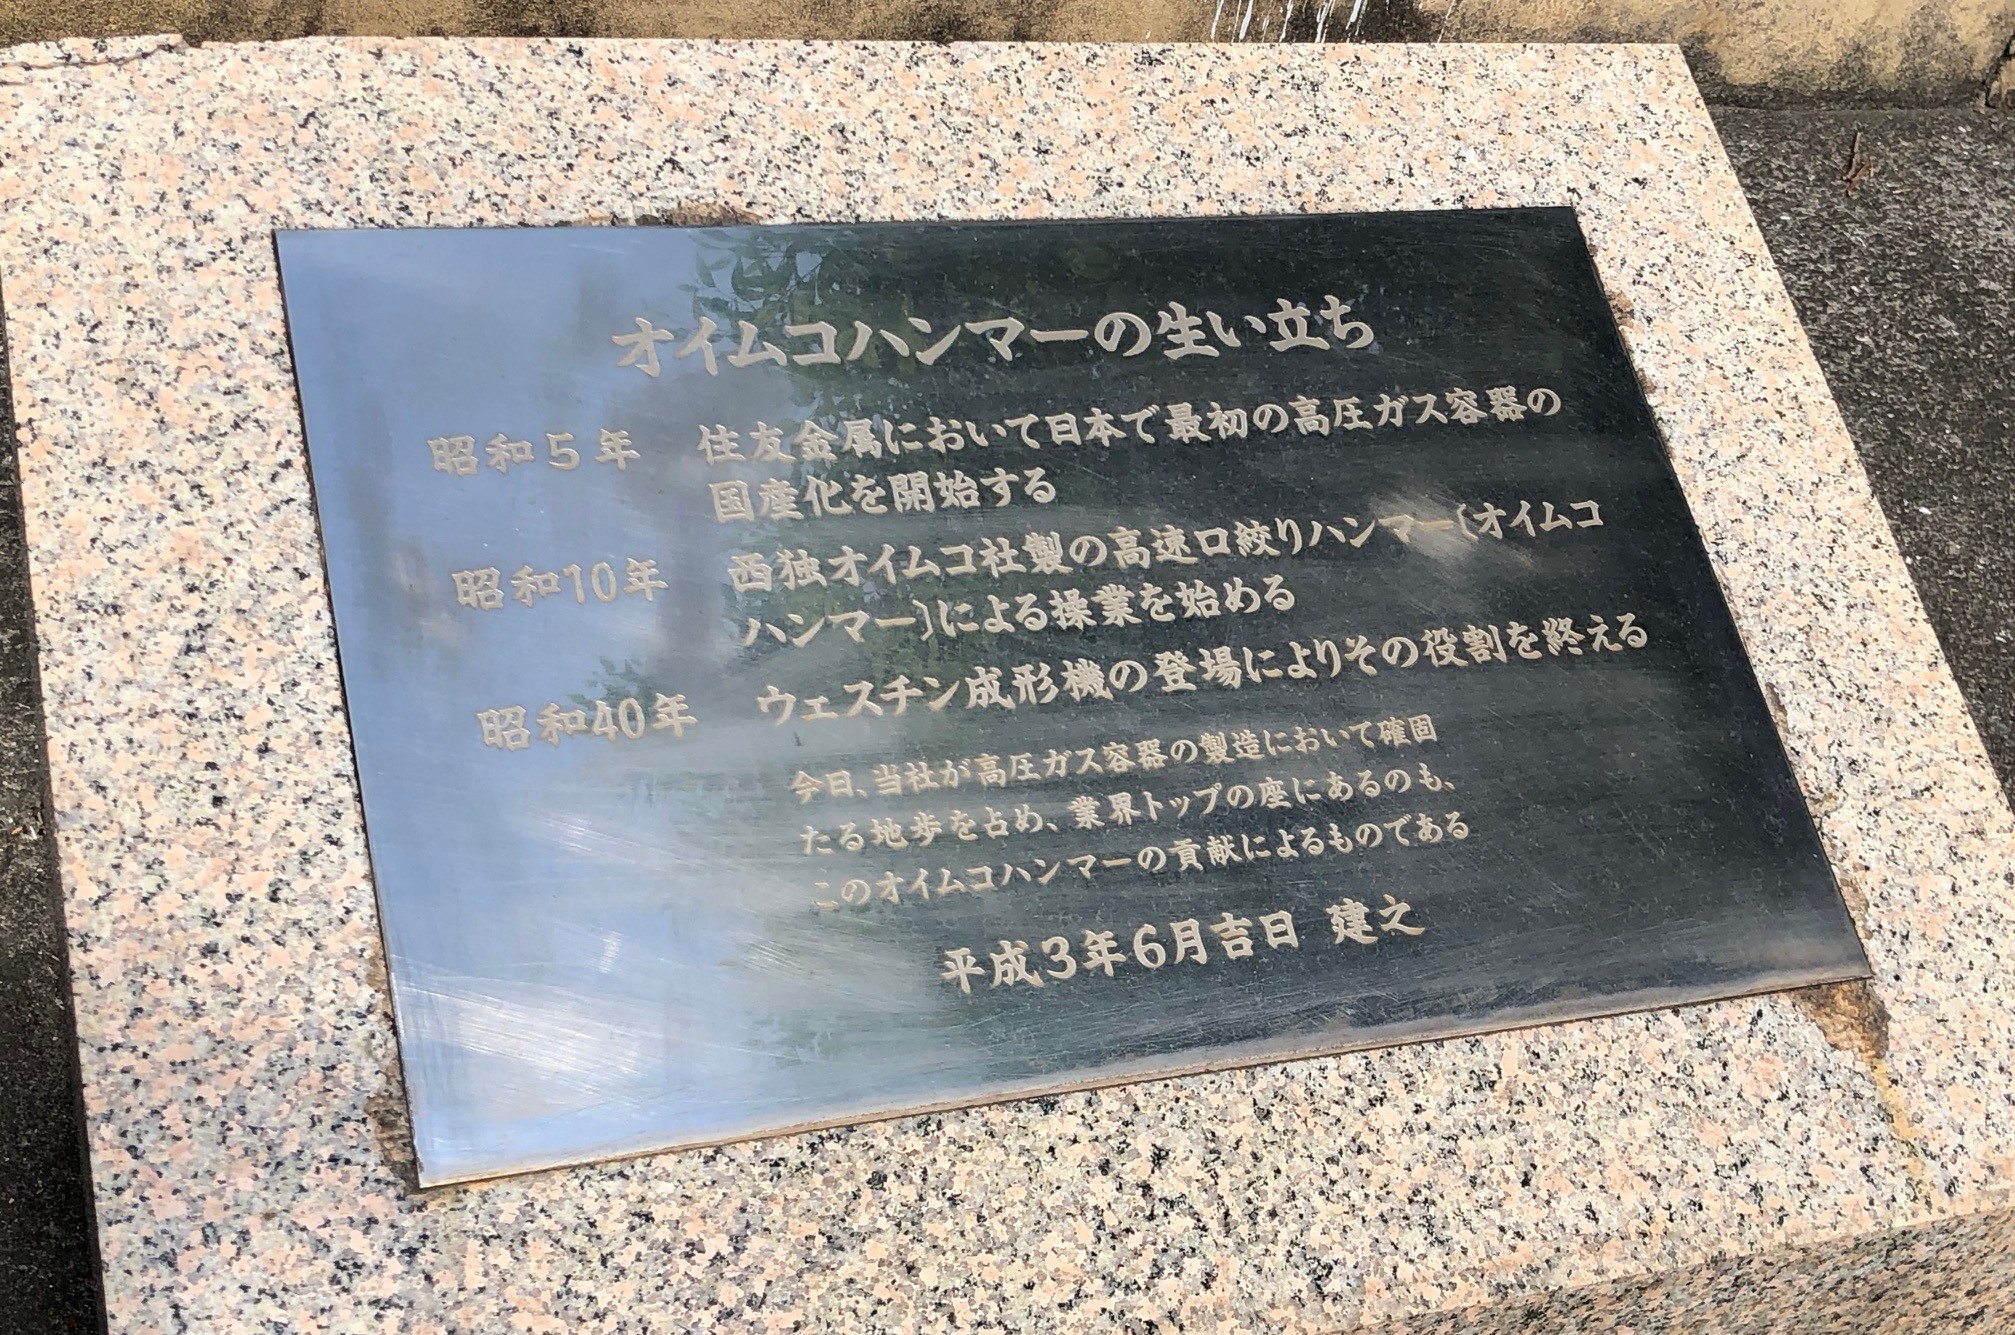 オイムコハンマーの生い立ち
昭和5年 住友金属において日本で最初の高圧ガス容器の
国産化を開始する
昭和10年 西独オイムコ社製の高速口絞りハンマー(オイムコ
ハンマー)による操業を始める
昭和40年 ウェスチン成形機の登場によりその役割を終える
今日、当社が高圧ガス容器の製造において確固
たる地歩を占め、業界トップの座にあるのも、
このオイムコハンマーの貢献によるものである
平成3年6月吉日 建之